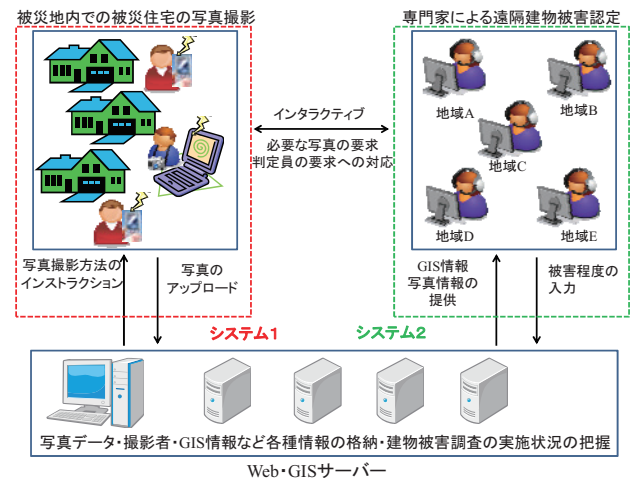 被災地内での被災住宅の写真撮影
専門家による遠隔建物被害認定
地域A
地域B
地域C
地域D
地域E
インタラクティブ
必要な写真の要求
判定員の要求への対応
写真撮影方法の
インストラクション
写真の
アップロード
GIS情報
写真情報の
提供
被害程度の
入力
システム1
システム2
写真データ・撮影者・GIS情報など各種情報の格納・建物被害調査の実施状況の把握
Web・GISサーバー